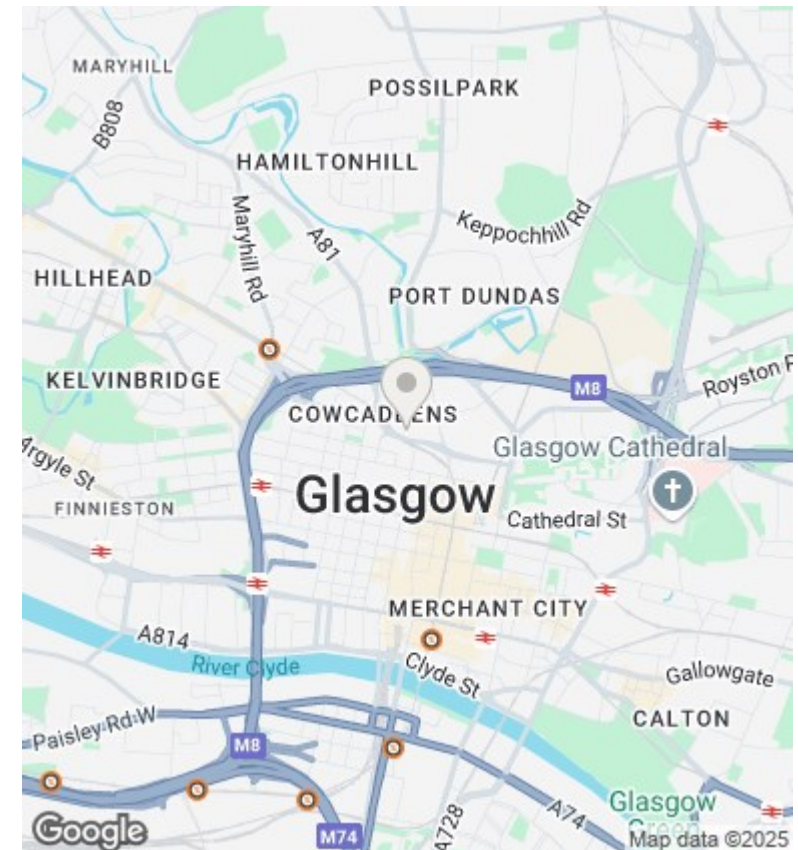 MARYHILL
POSSILPARK
B808
HAMILTONHILL
Maryhill Rd
A81
Keppochhill Rd
HILLHEAD
PORT DUNDAS
KELVINBRIDGE
M8
Royston
COWCADDENS
Argyle St
Glasgow Cathedral
Glasgow
FINNIESTON
Cathedral St
MERCHANT CITY
A814
River Clyde
Clyde St
Gallowgate
CALTON
Paisley Rd W
M8
A74
Glasgow
Green
A728
M74
Google
Map data ©2025